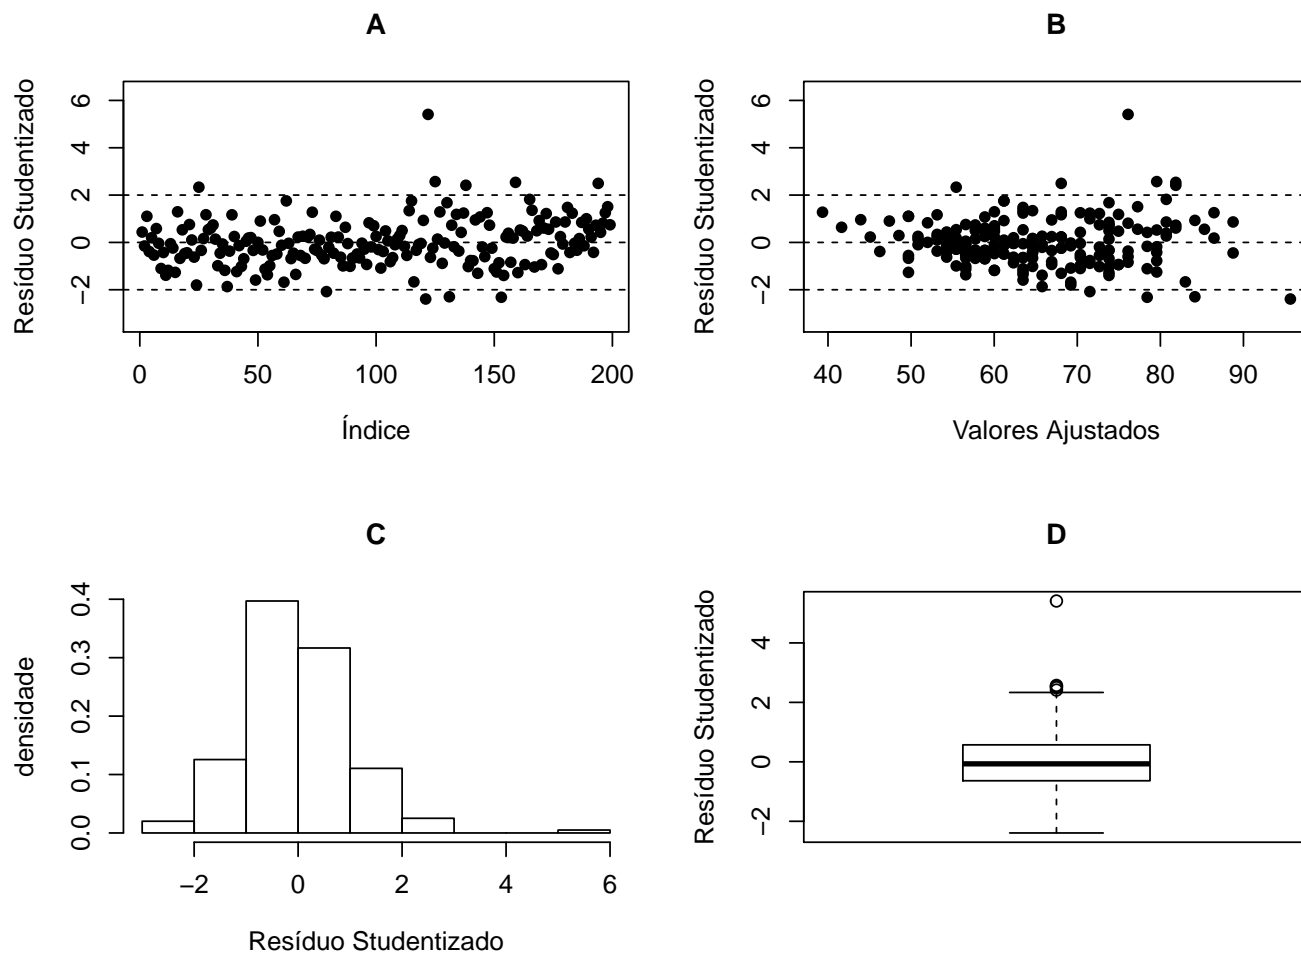 A
Resíduo Studentizado
6
4
2
0
−2
0 50 100 150 200
Índice
B
Resíduo Studentizado
6
4
2
0
−2
40 50 60 70 80 90
Valores Ajustados
C
densidade
0.4
0.3
0.2
0.1
0.0
−2 0 2 4 6
Resíduo Studentizado
D
Resíduo Studentizado
4
2
0
−2